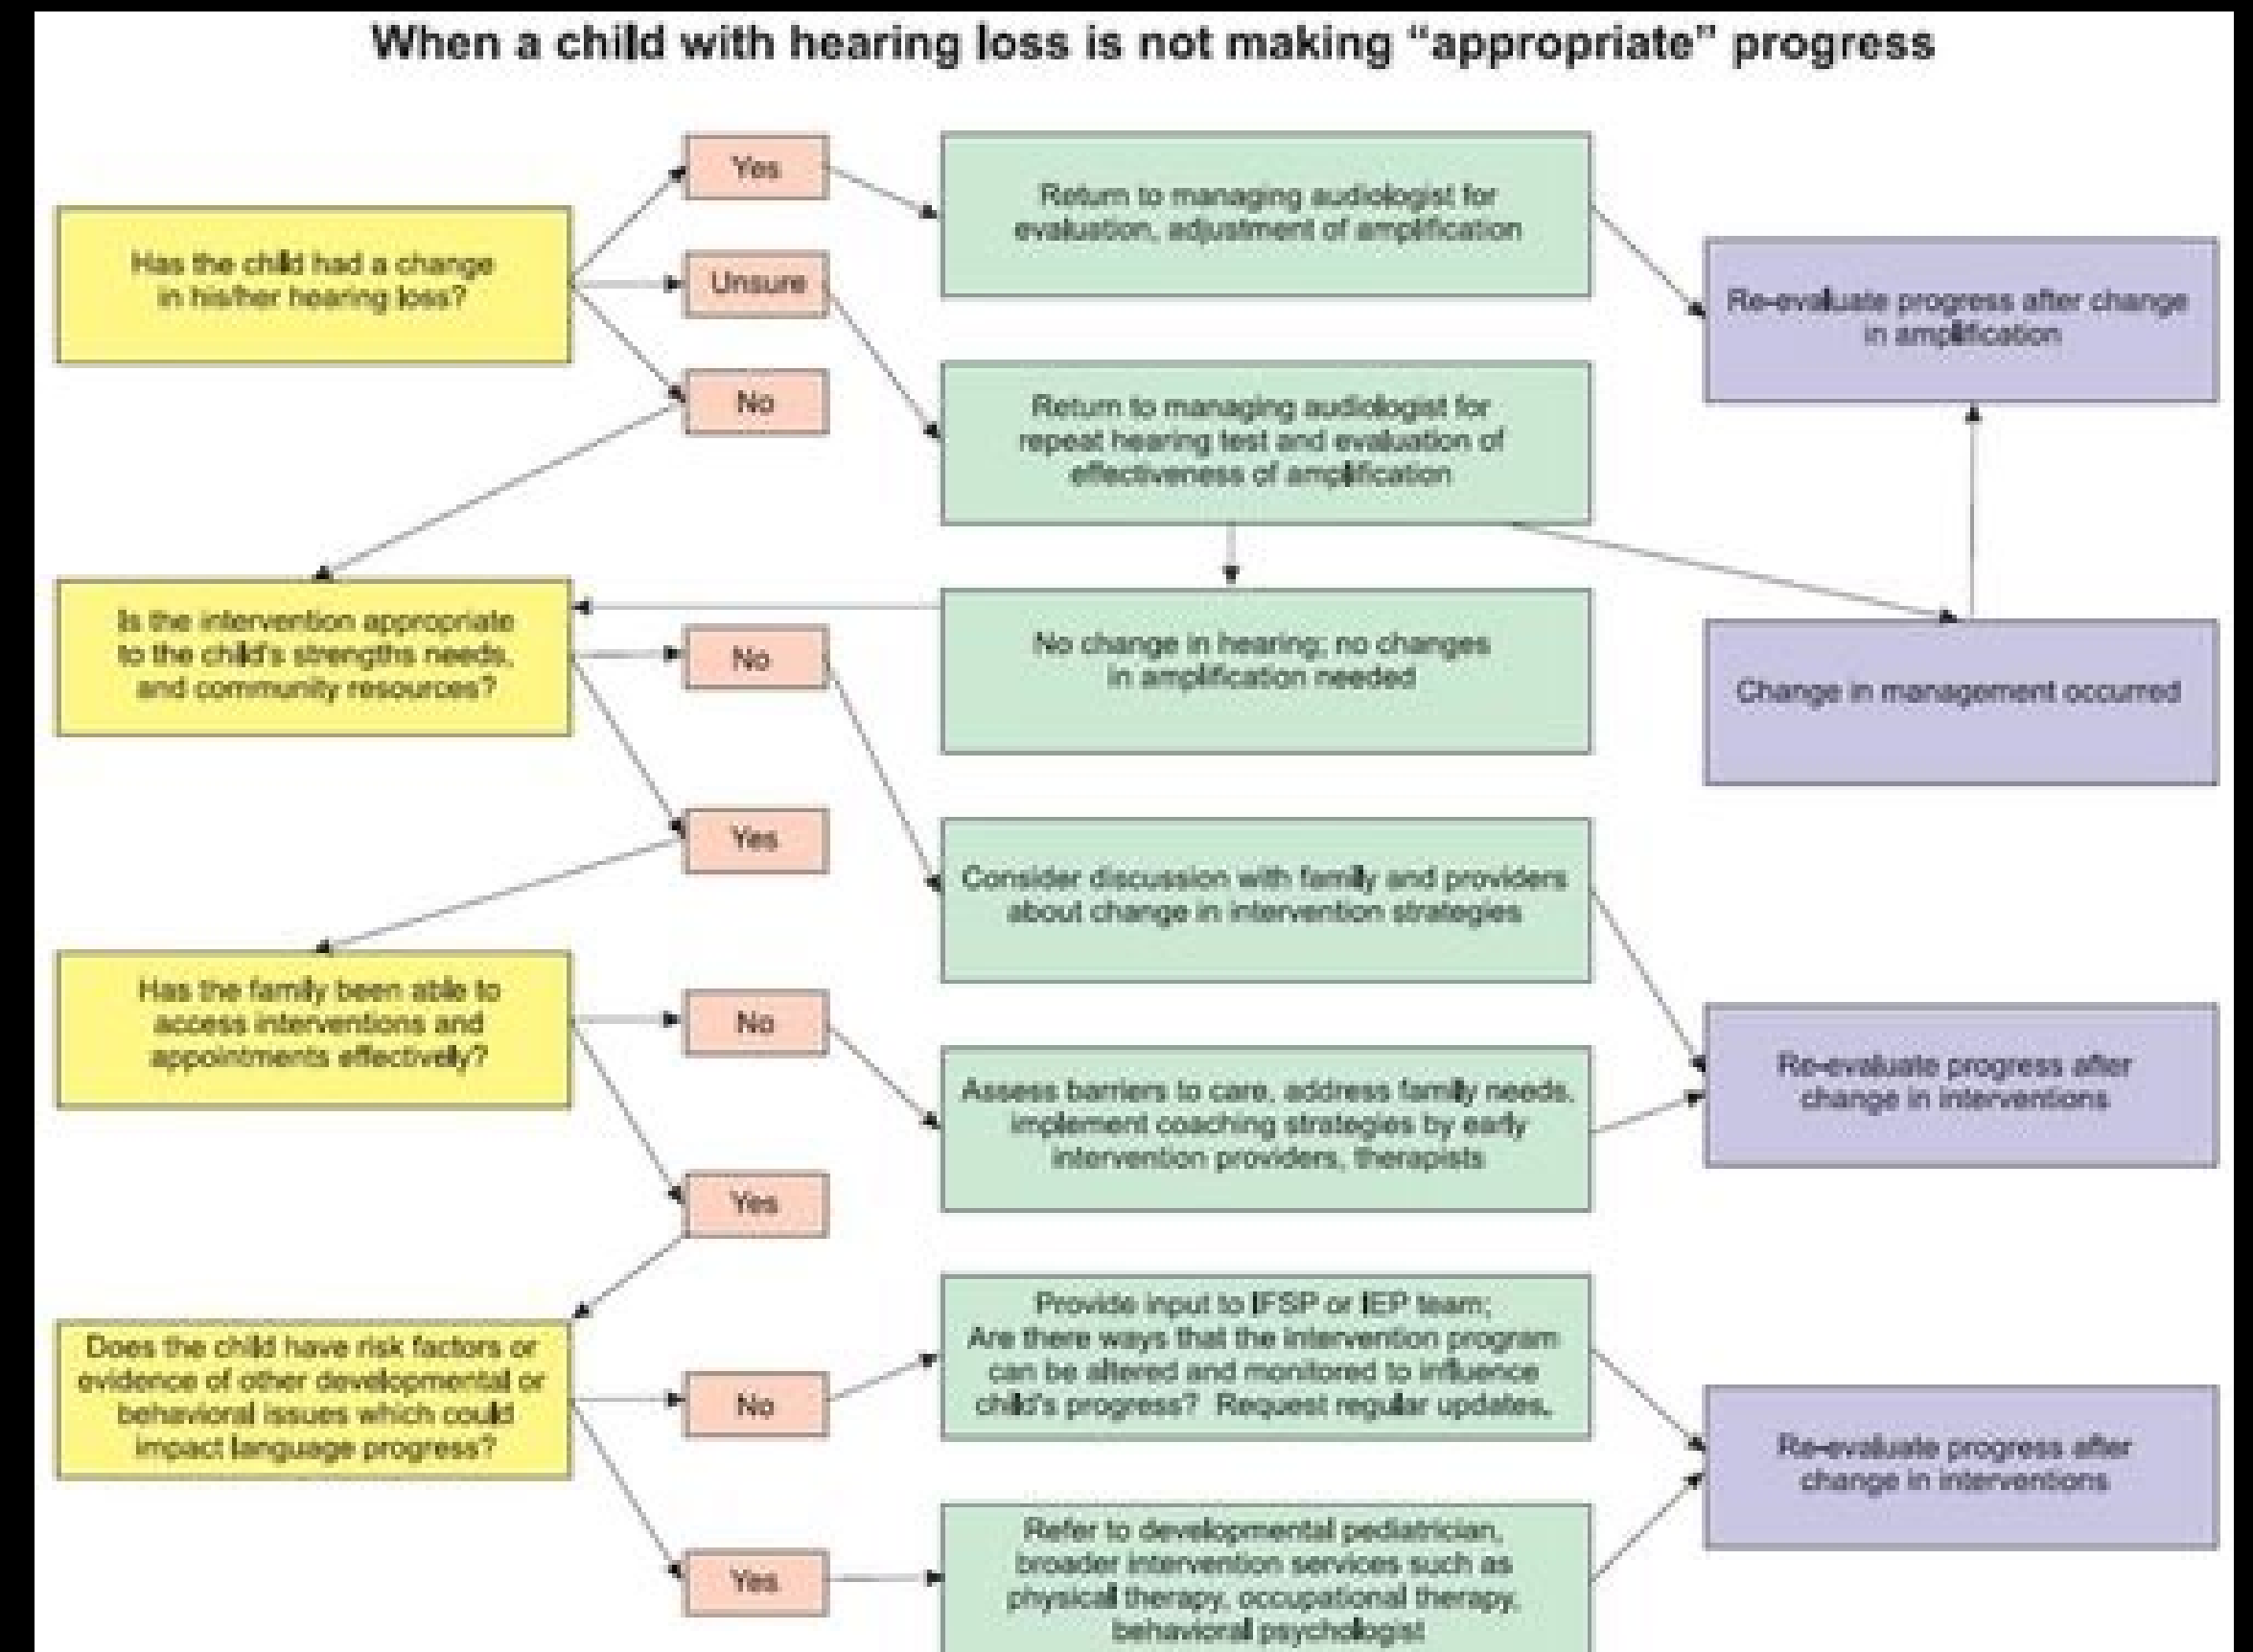 When a child with hearing loss is not making “appropriate” progress
Has the child had a change
in his/her hearing loss?
Yes
Unsure
No
Return to managing audiologist for
evaluation, adjustment of amplification
Return to managing audiologist for
repeat hearing test and evaluation of
effectiveness of amplification
Re-evaluate progress after change
in amplification
Is the intervention appropriate
to the child's strengths needs,
and community resources?
No
Yes
No change in hearing; no changes
in amplification needed
Change in management occurred
Consider discussion with family and providers
about change in intervention strategies
Has the family been able to
access interventions and
appointments effectively?
No
Yes
Assess barriers to care, address family needs,
implement coaching strategies by early
intervention providers, therapists
Re-evaluate progress after
change in interventions
Does the child have risk factors or
evidence of other developmental or
behavioral issues which could
impact language progress?
No
Yes
Provide input to IFSP or IEP team;
Are there ways that the intervention program
can be altered and monitored to influence
child's progress? Request regular updates.
Refer to developmental pediatrician,
broader intervention services such as
physical therapy, occupational therapy,
behavioral psychologist
Re-evaluate progress after
change in interventions